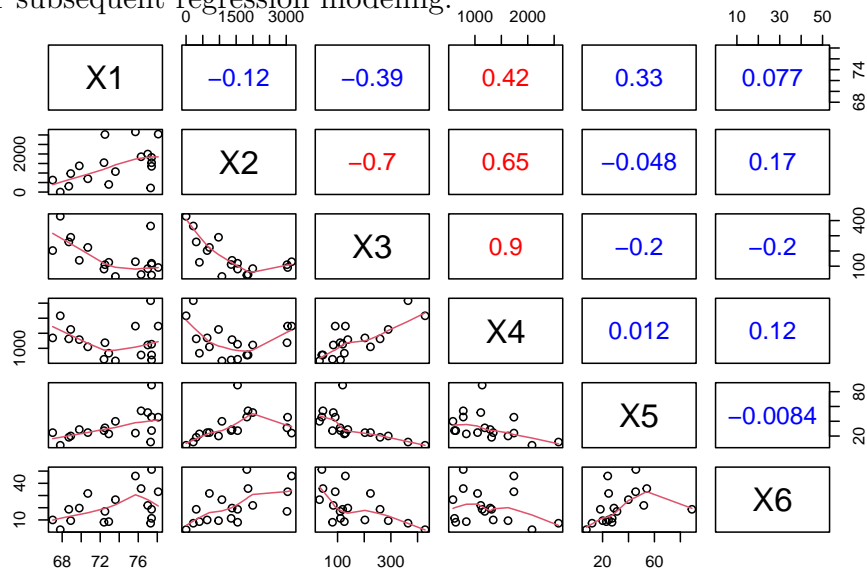 r subsequent regression modeling.
0 1500 3000 1000 2000 10 30 50
X1 −0.12 −0.39 0.42 0.33 0.077 68 74
0 2000 X2 −0.7 0.65 −0.048 0.17
X3 0.9 −0.2 −0.2 100 400
1000 X4 0.012 0.12
X5 −0.0084 20 80
10 40 X6
68 72 76 100 300 20 60